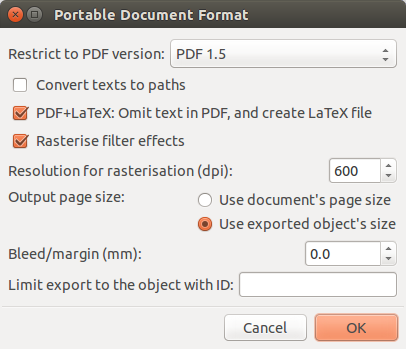 Portable Document Format
Restrict to PDF version: PDF 1.5
Convert texts to paths
PDF+LaTeX: Omit text in PDF, and create LaTeX file
Rasterise filter effects
Resolution for rasterisation (dpi): 600
Output page size: Use document's page size
Use exported object's size
Bleed/margin (mm): 0.0
Limit export to the object with ID:
Cancel OK